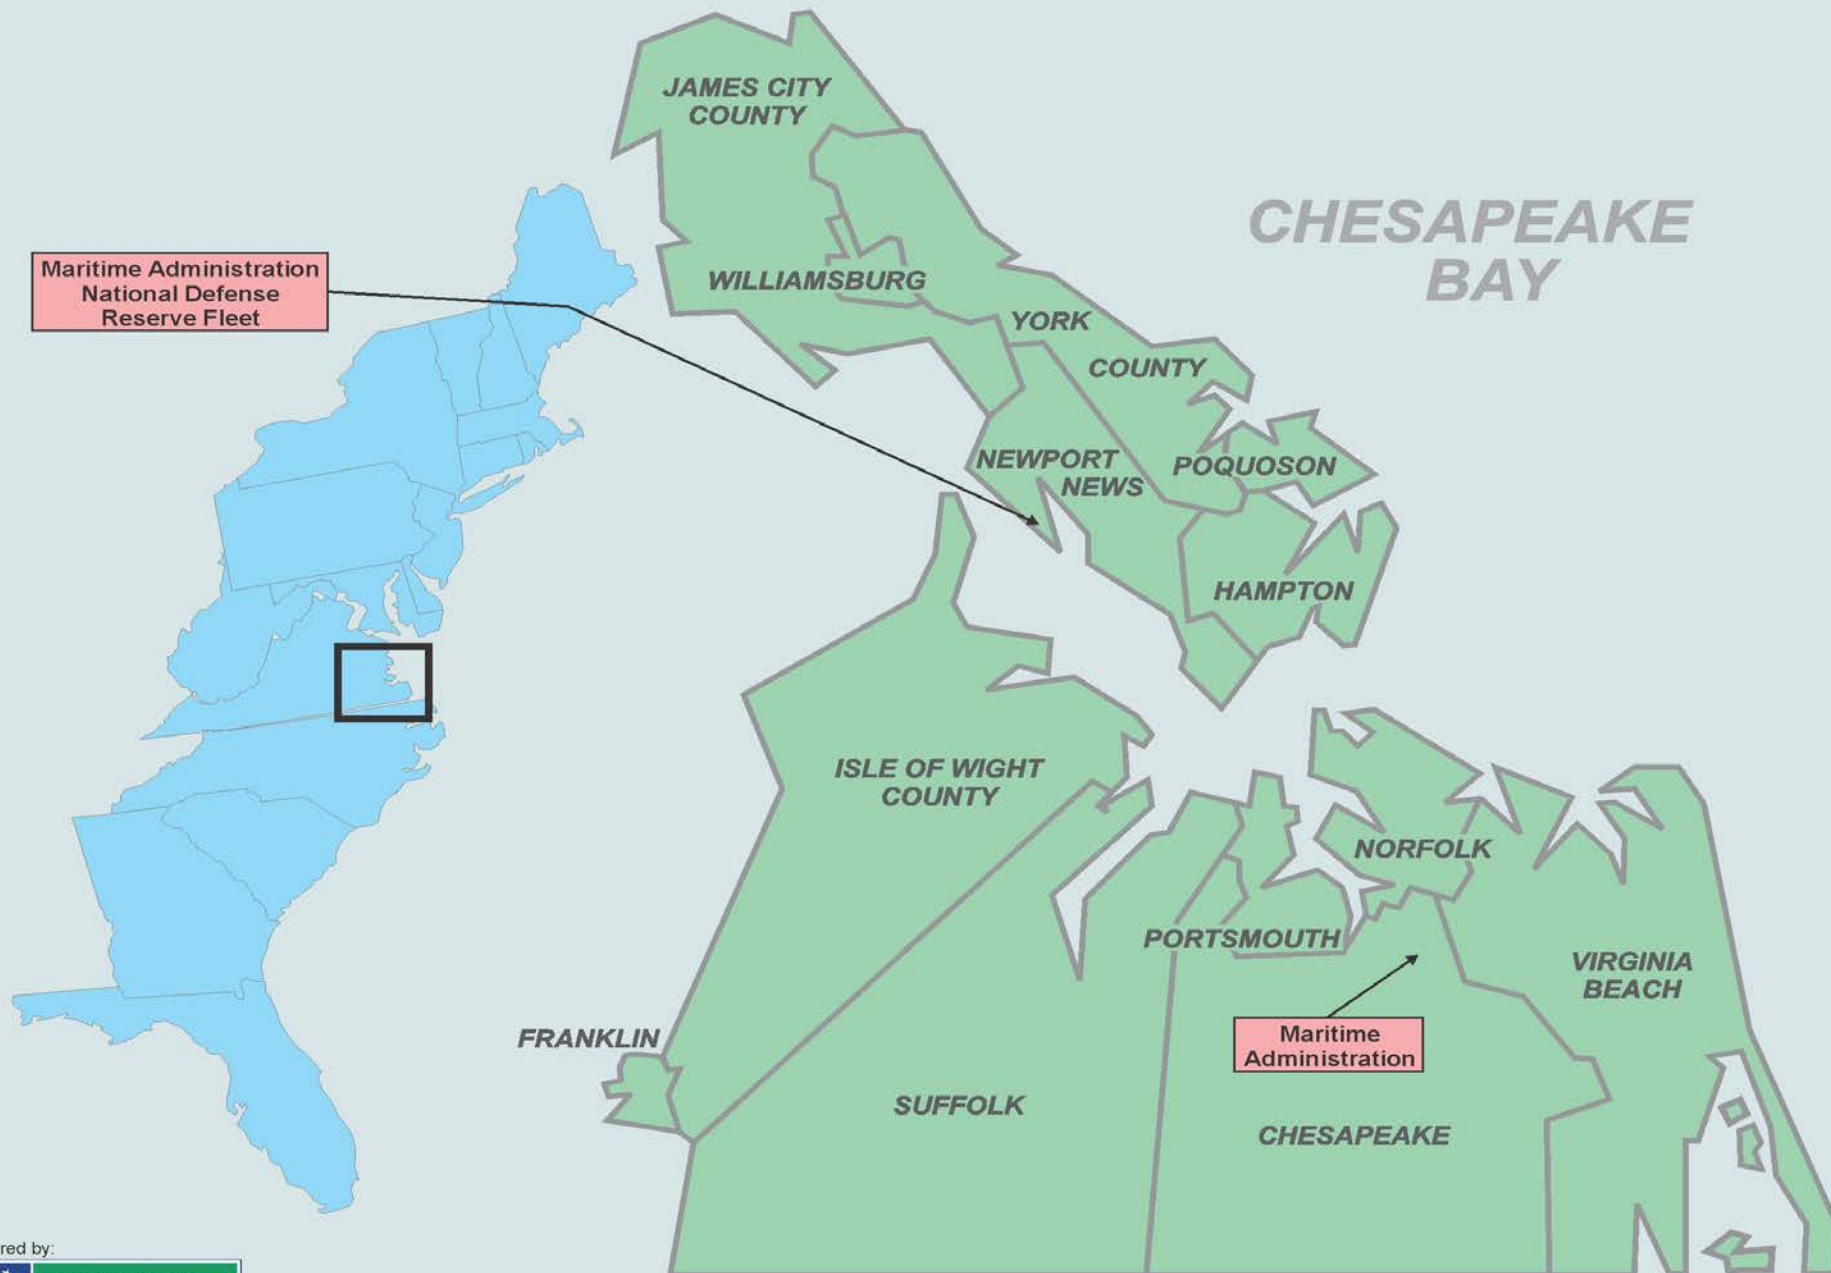 JAMES CITY
COUNTY
CHESAPEAKE
BAY
Maritime Administration
National Defense
Reserve Fleet
WILLIAMSBURG
YORK
COUNTY
NEWPORT
NEWS
POQUOSON
HAMPTON
ISLE OF WIGHT
COUNTY
NORFOLK
PORTSMOUTH
VIRGINIA
BEACH
FRANKLIN
Maritime
Administration
SUFFOLK
CHESAPEAKE
red by: